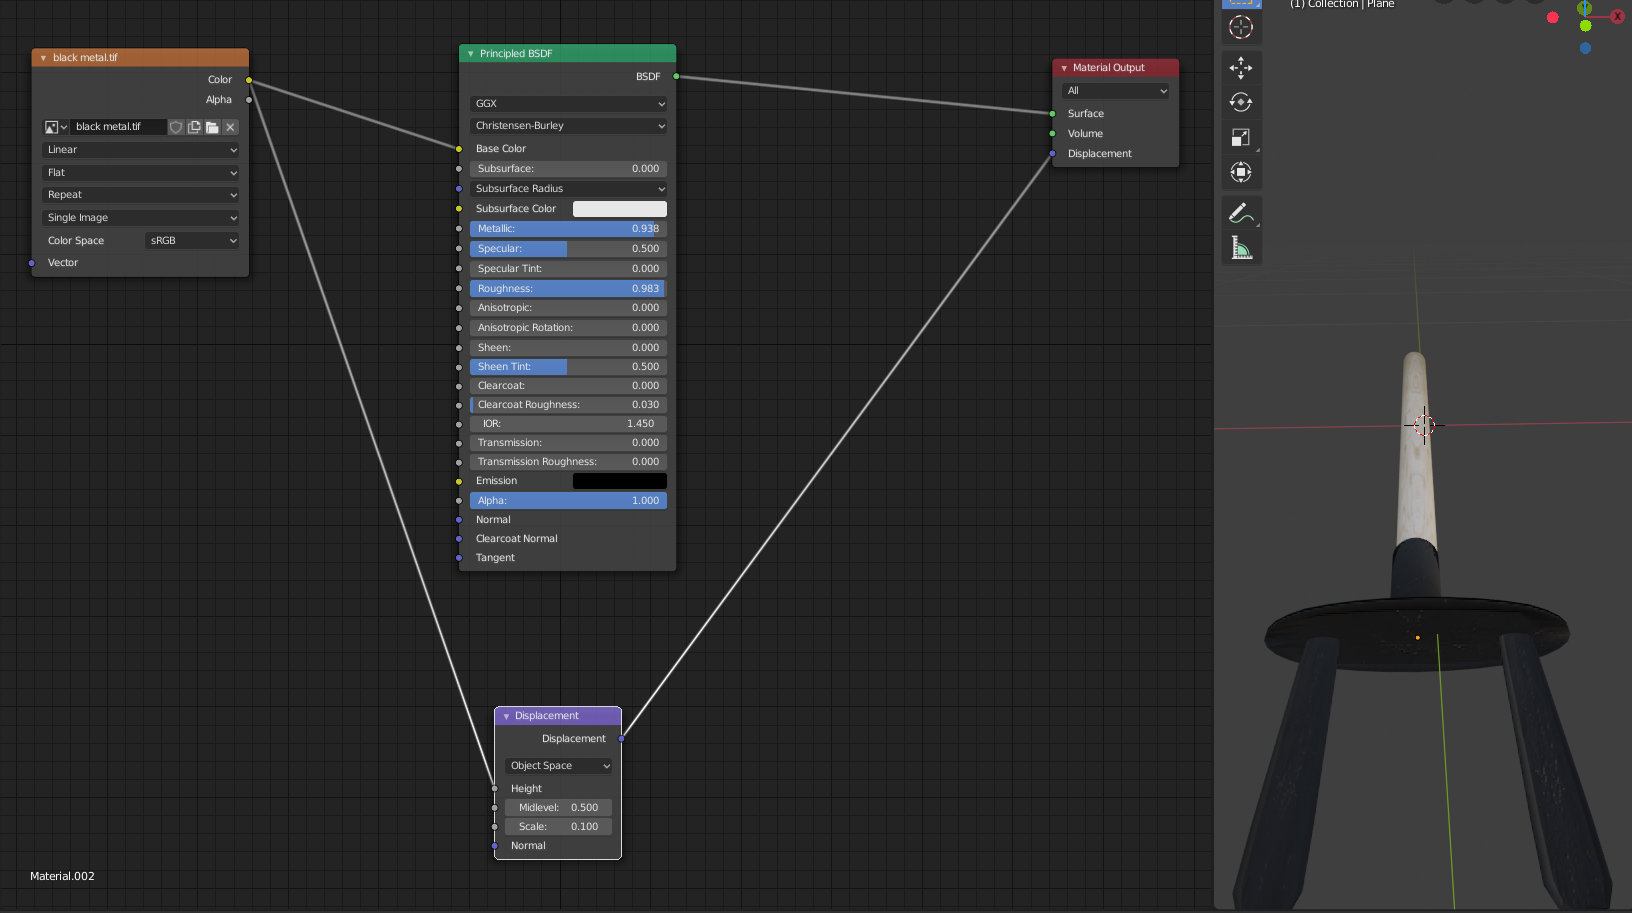 black metal.tif
Color
Alpha
black metal.tif
Linear
Flat
Repeat
Single Image
Color Space sRGB
Vector
Principled BSDF
BSDF
GGX
Christensen-Burley
Base Color
Subsurface: 0.000
Subsurface Radius
Subsurface Color
Metallic: 0.938
Specular: 0.500
Specular Tint: 0.000
Roughness: 0.983
Anisotropic: 0.000
Anisotropic Rotation: 0.000
Sheen: 0.000
Sheen Tint: 0.500
Clearcoat: 0.000
Clearcoat Roughness: 0.030
IOR: 1.450
Transmission: 0.000
Transmission Roughness: 0.000
Emission
Alpha: 1.000
Normal
Clearcoat Normal
Tangent
Material Output
All
Surface
Volume
Displacement
Displacement
Displacement
Object Space
Height
Midlevel: 0.500
Scale: 0.100
Normal
Material.002
(1) Collection | Plane
X